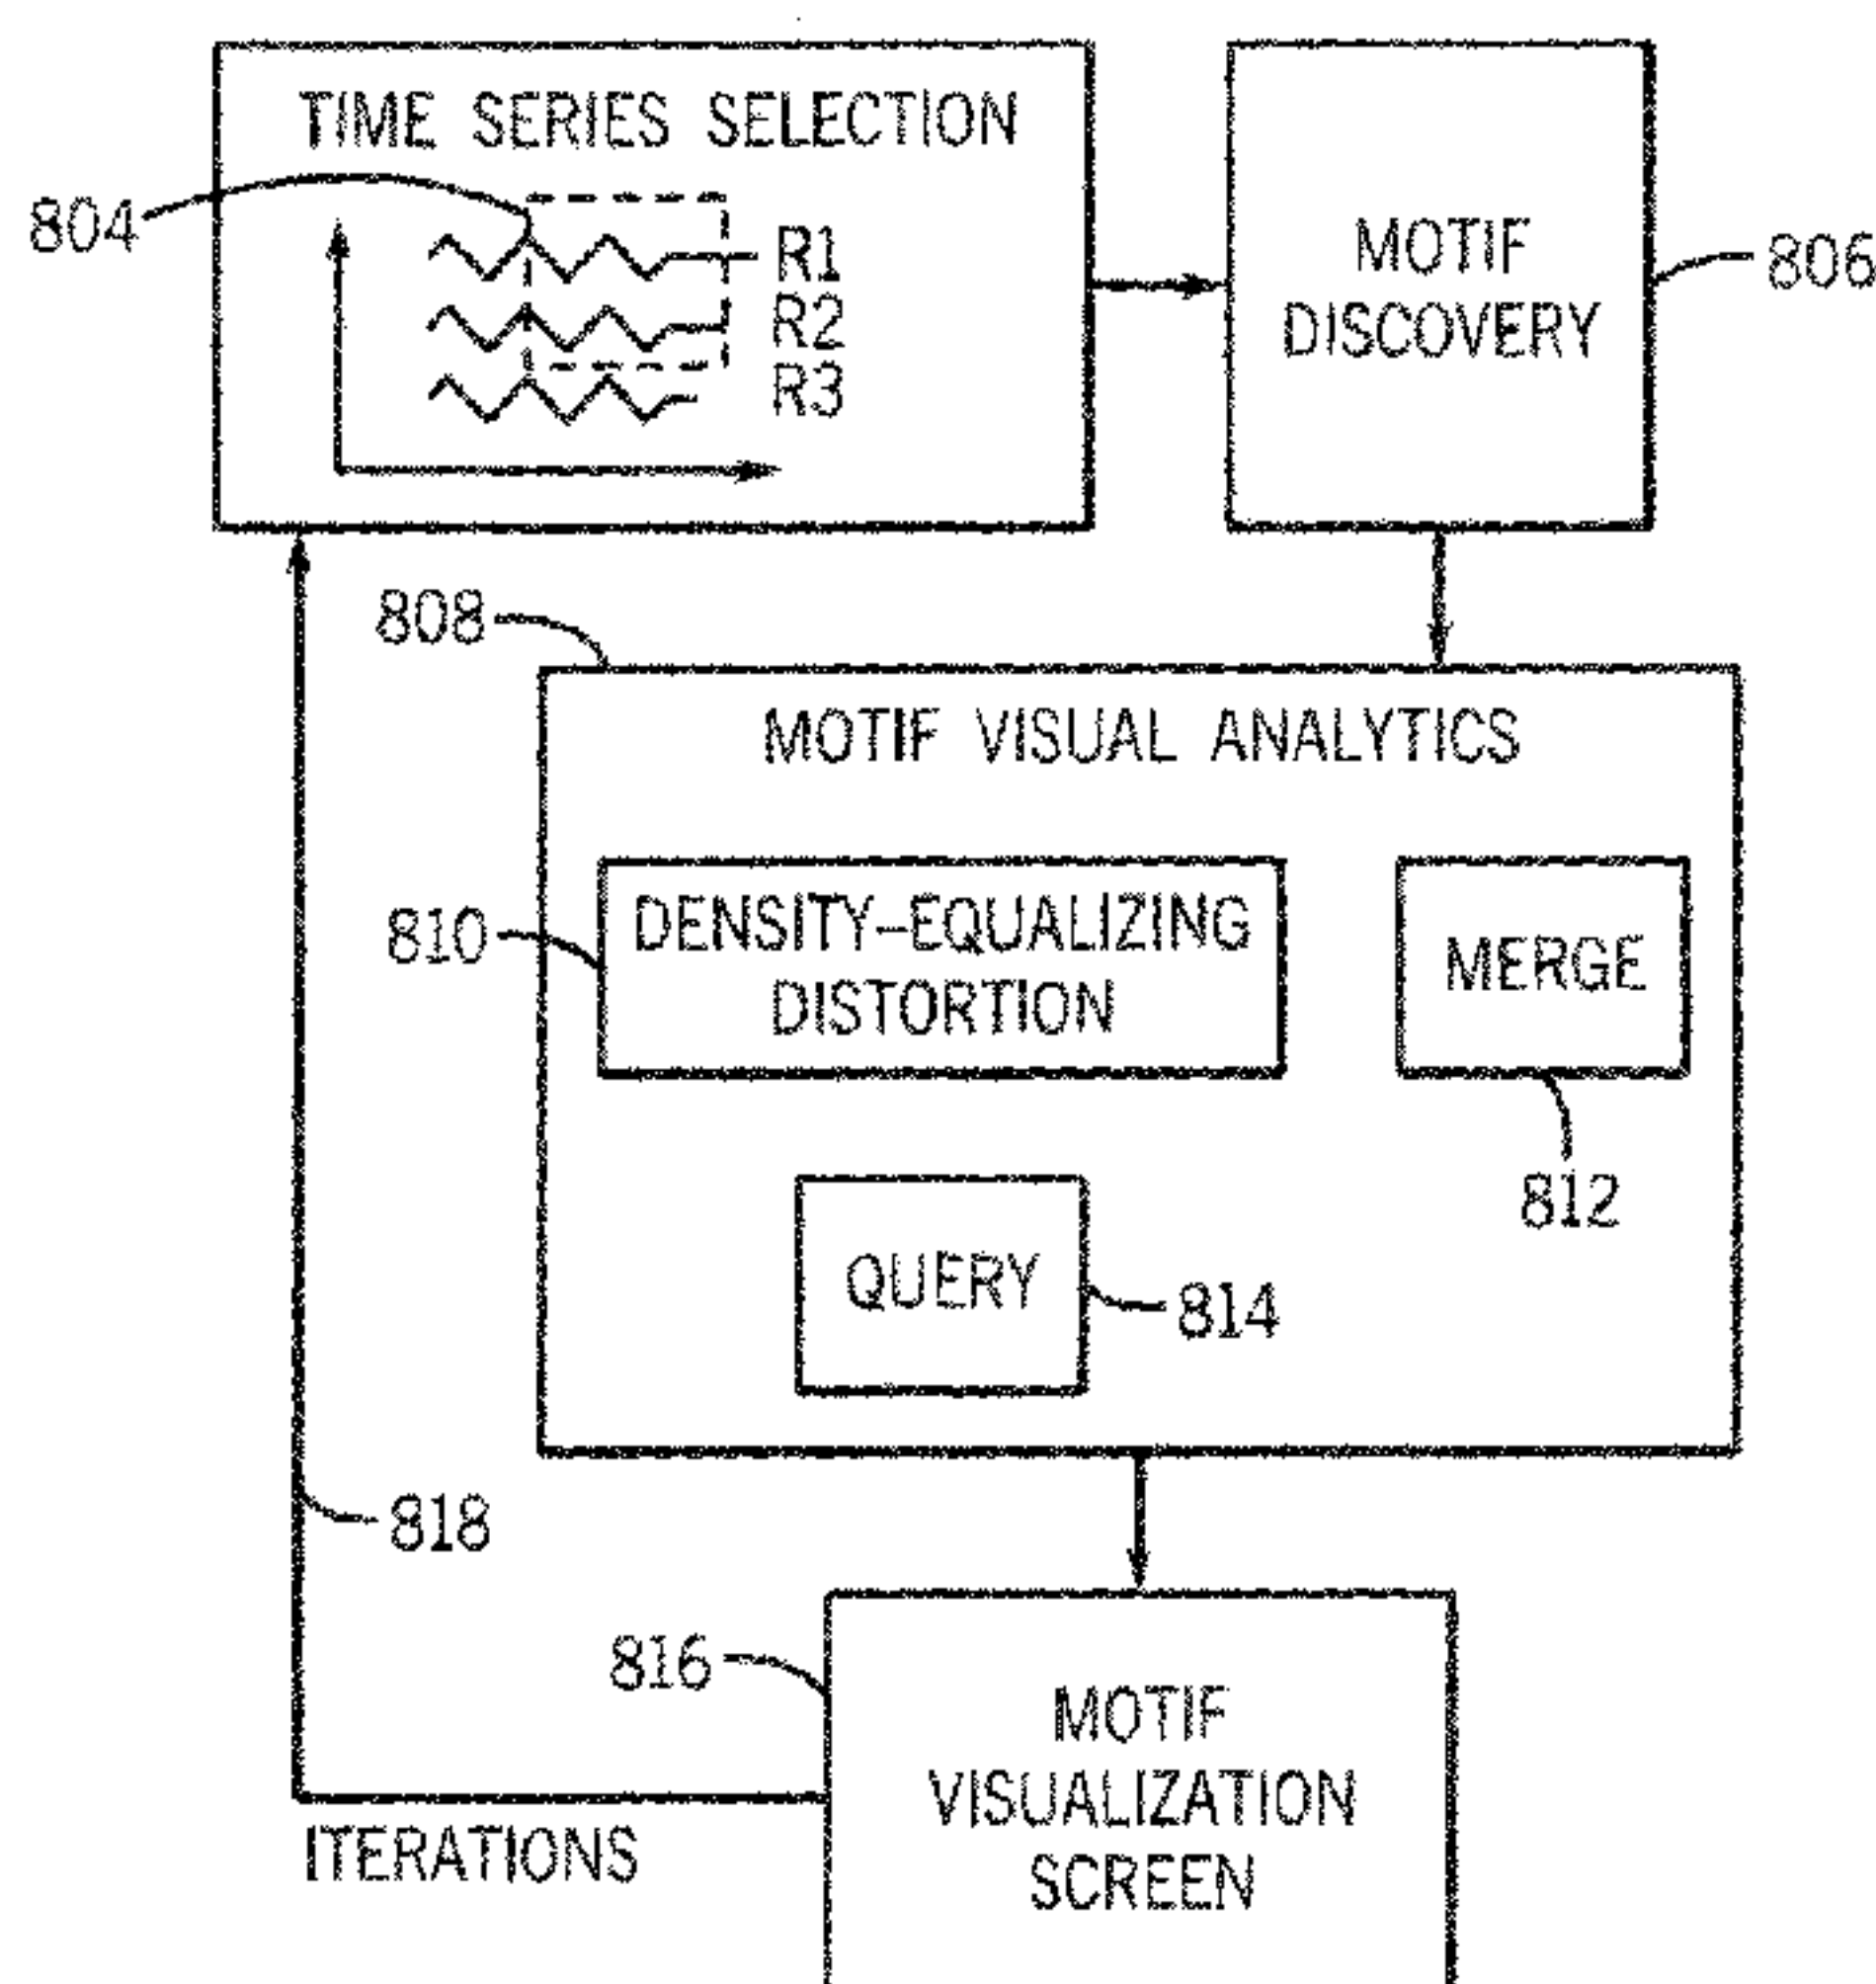 TIME SERIES SELECTION
804
R1
R2
R3
MOTIF
DISCOVERY
806
808
MOTIF VISUAL ANALYTICS
810
DENSITY-EQUALIZING
DISTORTION
MERGE
812
QUERY
814
818
816
MOTIF
VISUALIZATION
SCREEN
ITERATIONS